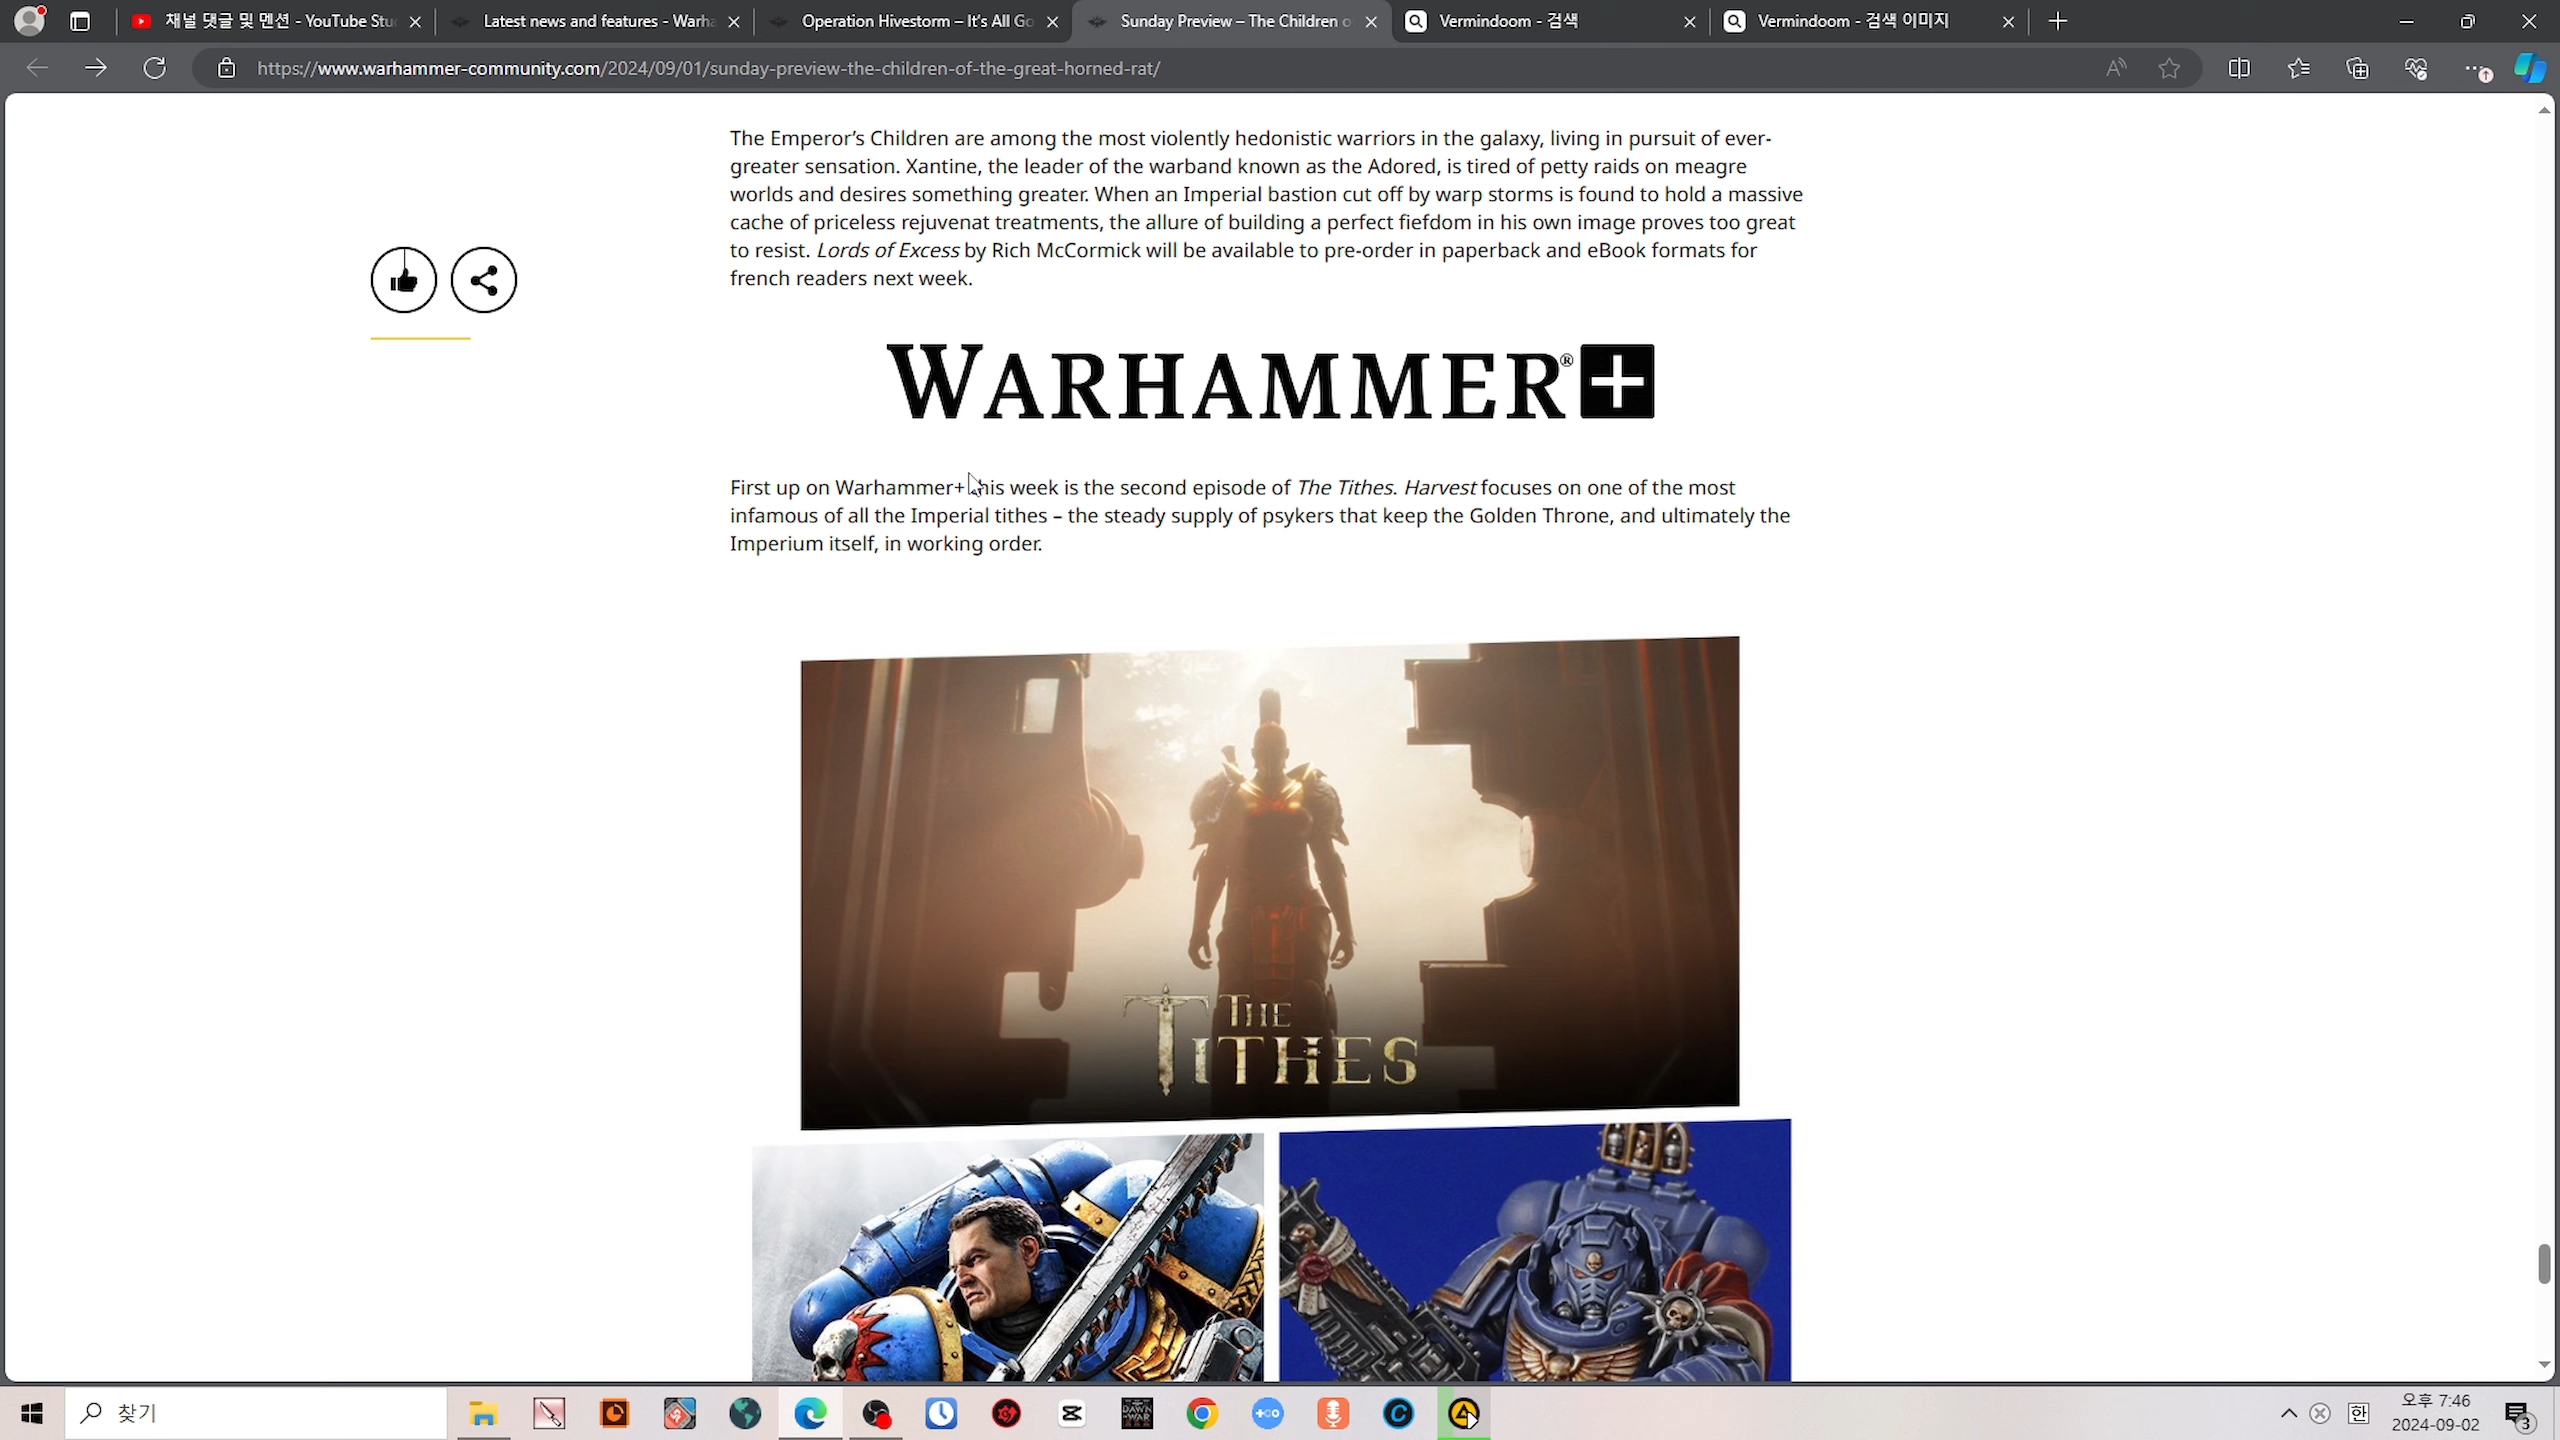 채널 댓글 및 멘션 - YouTube Stu
Latest news and features - Warha
Operation Hivestorm – It's All Go
Sunday Preview – The Children o
Vermindoom - 검색
Vermindoom - 검색 이미지
https://www.warhammer-community.com/2024/09/01/sunday-preview-the-children-of-the-great-horned-rat/
The Emperor's Children are among the most violently hedonistic warriors in the galaxy, living in pursuit of ever-
greater sensation. Xantine, the leader of the warband known as the Adored, is tired of petty raids on meagre
worlds and desires something greater. When an Imperial bastion cut off by warp storms is found to hold a massive
cache of priceless rejuvenat treatments, the allure of building a perfect fiefdom in his own image proves too great
to resist. Lords of Excess by Rich McCormick will be available to pre-order in paperback and eBook formats for
french readers next week.
WARHAMMER®+
First up on Warhammer+ this week is the second episode of The Tithes. Harvest focuses on one of the most
infamous of all the Imperial tithes – the steady supply of psykers that keep the Golden Throne, and ultimately the
Imperium itself, in working order.
THE
TITHES
찾기
DAWN
OF WAR
한
오후 7:46
2024-09-02
3